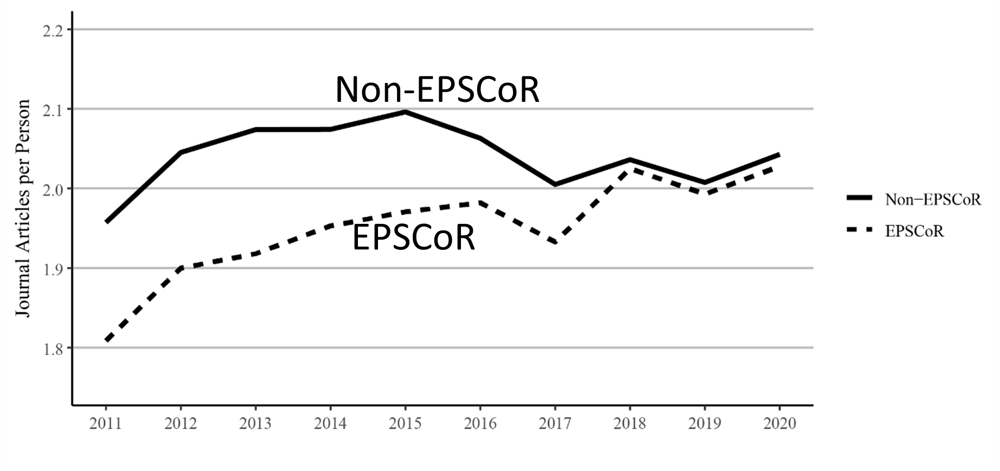 2.2
2.1
2.0
1.9
1.8
Journal Articles per Person
Non-EPSCoR
EPSCoR
2011 2012 2013 2014 2015 2016 2017 2018 2019 2020
Non−EPSCoR
EPSCoR